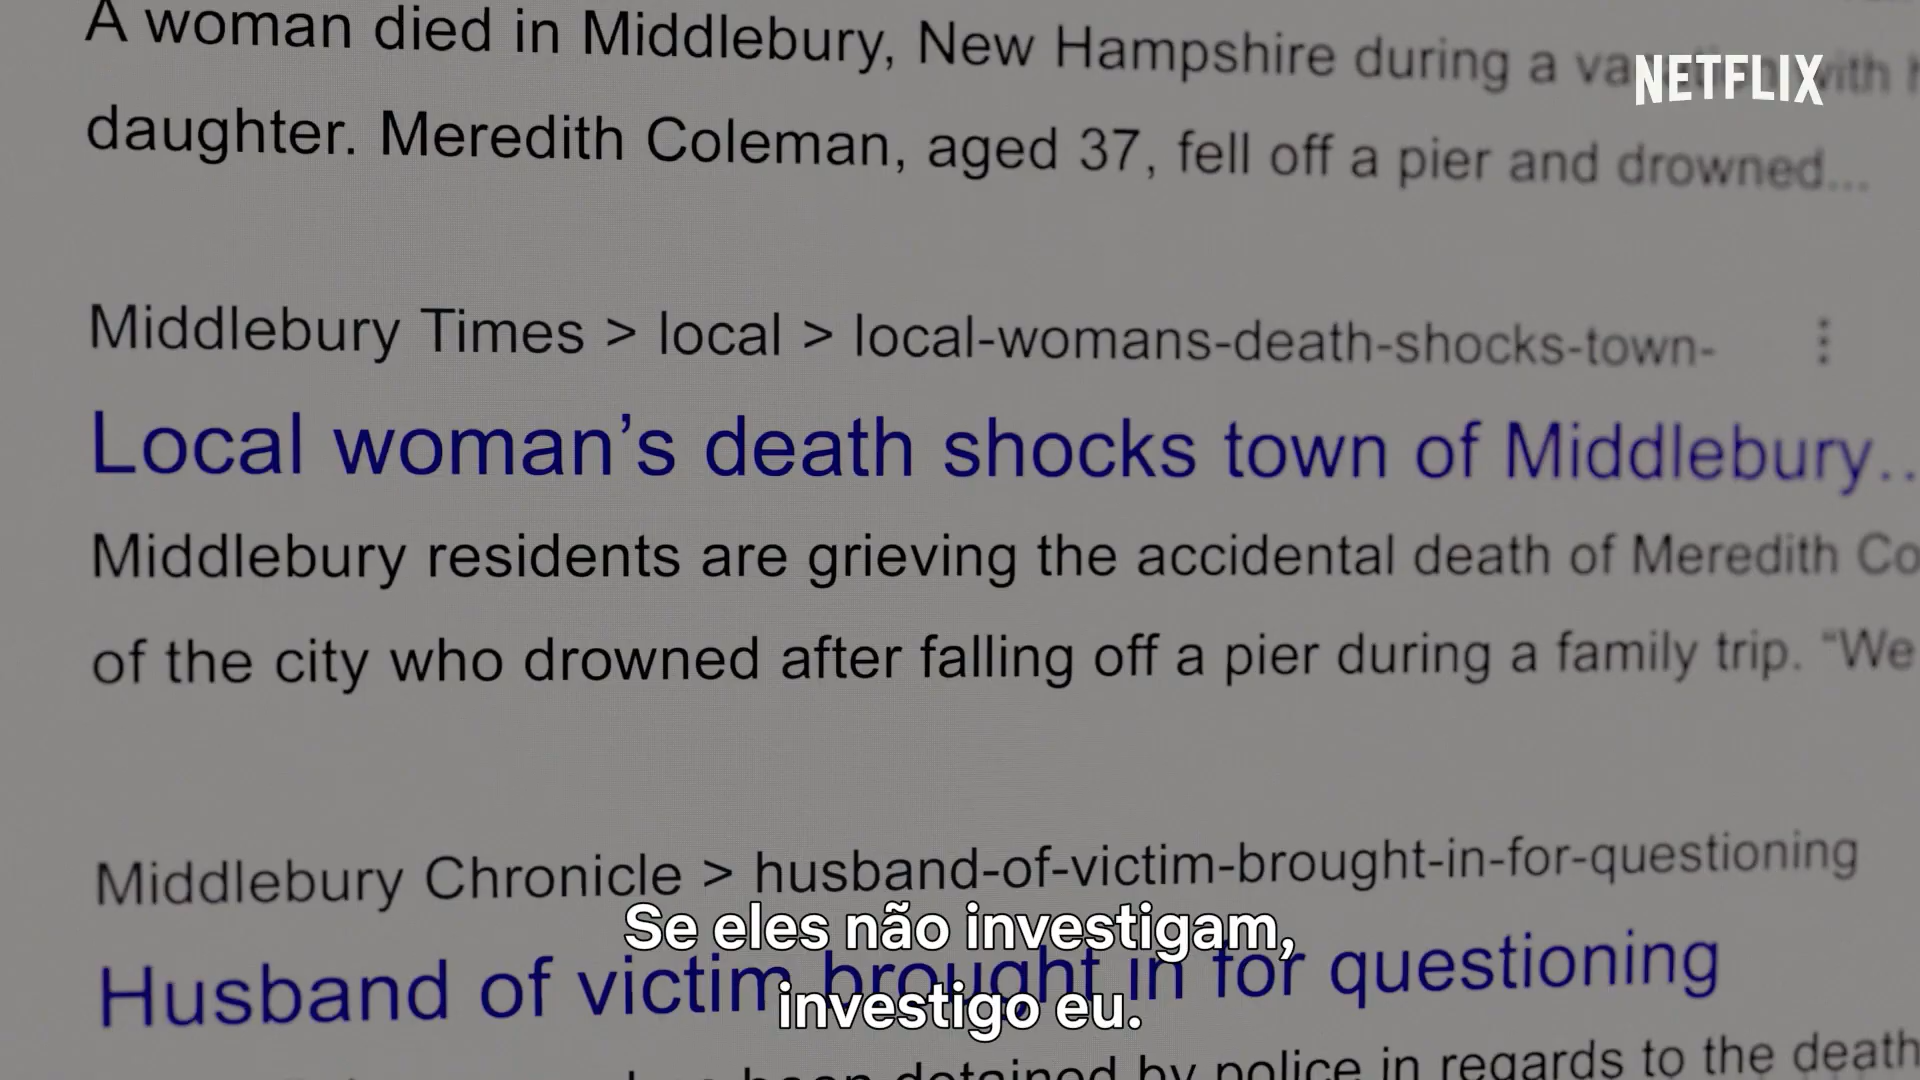 A woman died in Middlebury, New Hampshire during a with
NETFLIX
daughter. Meredith Coleman, aged 37, fell off a pier and drowned...
Middlebury Times > local > local-womans-death-shocks-town-
Local woman’s death shocks town of Middlebury...
Middlebury residents are grieving the accidental death of Meredith Co
of the city who drowned after falling off a pier during a family trip. “We
Middlebury Chronicle > husband-of-victim-brought-in-for-questioning
Husband of victim brought in for questioning
Se eles não investigam,
investigo eu.
been detained by police in regards to the death